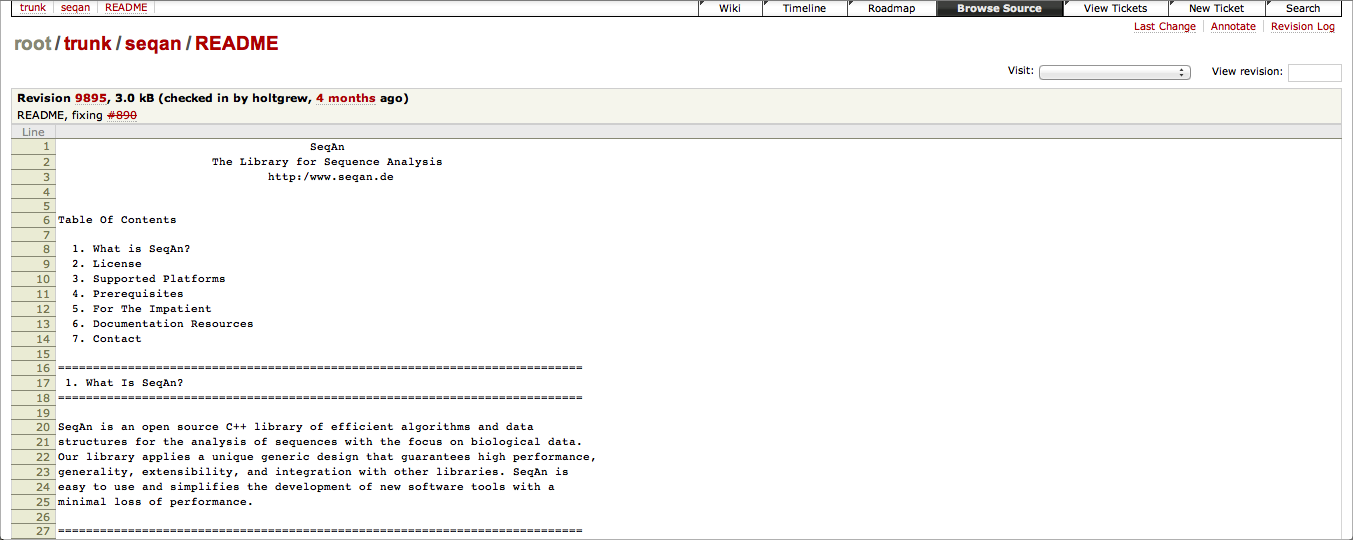 trunk seqan README Wiki Timeline Roadmap Browse Source View Tickets New Ticket Search
Last Change Annotate Revision Log
root/trunk/seqan/README
Visit: View revision:
Revision 9895, 3.0 kB (checked in by holtgrew, 4 months ago)
README, fixing #890
Line
1 SeqAn
2 The Library for Sequence Analysis
3 http:/www.seqan.de
4
5
6 Table Of Contents
7
8 1. What is SeqAn?
9 2. License
10 3. Supported Platforms
11 4. Prerequisites
12 5. For The Impatient
13 6. Documentation Resources
14 7. Contact
15
16 ===========================================================================
17 1. What Is SeqAn?
18 ===========================================================================
19
20 SeqAn is an open source C++ library of efficient algorithms and data
21 structures for the analysis of sequences with the focus on biological data.
22 Our library applies a unique generic design that guarantees high performance,
23 generality, extensibility, and integration with other libraries. SeqAn is
24 easy to use and simplifies the development of new software tools with a
25 minimal loss of performance.
26
27 ===========================================================================